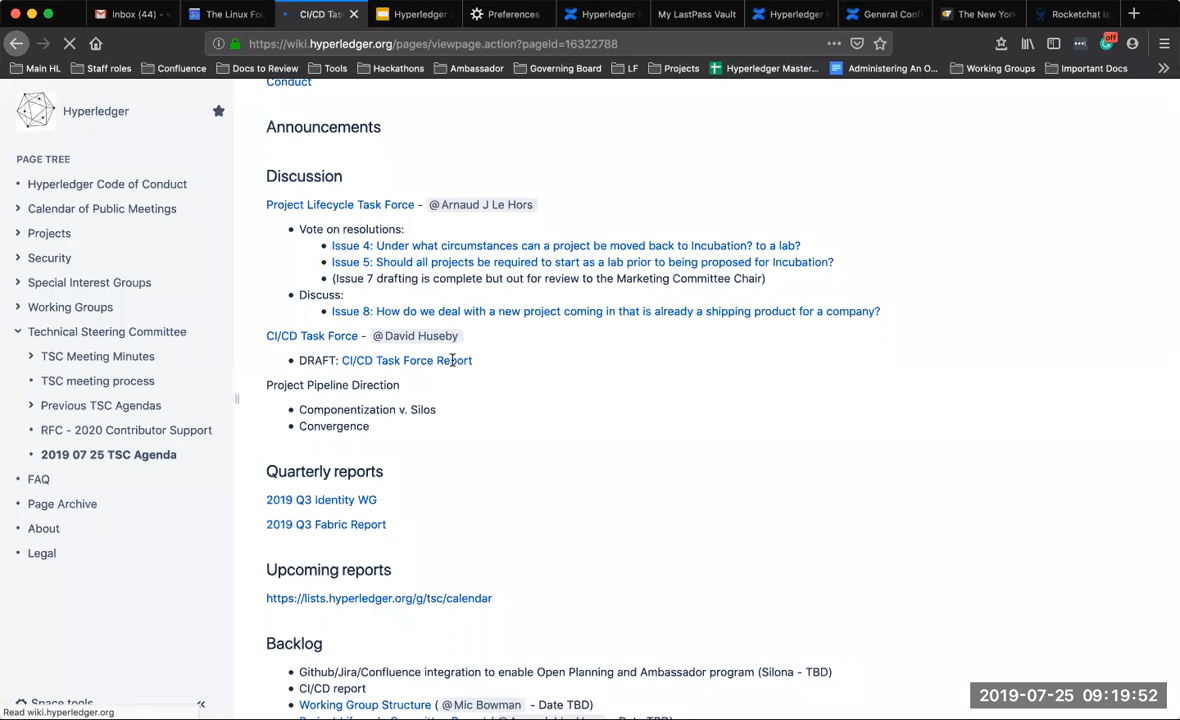 Inbox (44) -
The Linux Fou
CI/CD Tas
Hyperledger
Preferences
Hyperledger
My LastPass Vault
Hyperledger
General Conf
The New York
Rocketchat is
https://wiki.hyperledger.org/pages/viewpage.action?pageId=16322788
off
Main HL
Staff roles
Confluence
Docs to Review
Tools
Hackathons
Ambassador
Governing Board
LF
Projects
Hyperledger Master...
Administering An O...
Working Groups
Important Docs
Hyperledger
PAGE TREE
Hyperledger Code of Conduct
Calendar of Public Meetings
Projects
Security
Special Interest Groups
Working Groups
Technical Steering Committee
TSC Meeting Minutes
TSC meeting process
Previous TSC Agendas
RFC - 2020 Contributor Support
2019 07 25 TSC Agenda
FAQ
Page Archive
About
Legal
Space tools
Read wiki.hyperledger.org
Conduct
Announcements
Discussion
Project Lifecycle Task Force - @Arnaud J Le Hors
Vote on resolutions:
Issue 4: Under what circumstances can a project be moved back to Incubation? to a lab?
Issue 5: Should all projects be required to start as a lab prior to being proposed for Incubation?
(Issue 7 drafting is complete but out for review to the Marketing Committee Chair)
Discuss:
Issue 8: How do we deal with a new project coming in that is already a shipping product for a company?
CI/CD Task Force - @David Huseby
DRAFT: CI/CD Task Force Report
Project Pipeline Direction
Componentization v. Silos
Convergence
Quarterly reports
2019 Q3 Identity WG
2019 Q3 Fabric Report
Upcoming reports
https://lists.hyperledger.org/g/tsc/calendar
Backlog
Github/Jira/Confluence integration to enable Open Planning and Ambassador program (Silona - TBD)
CI/CD report
Working Group Structure ( @Mic Bowman - Date TBD)
2019-07-25 09:19:52